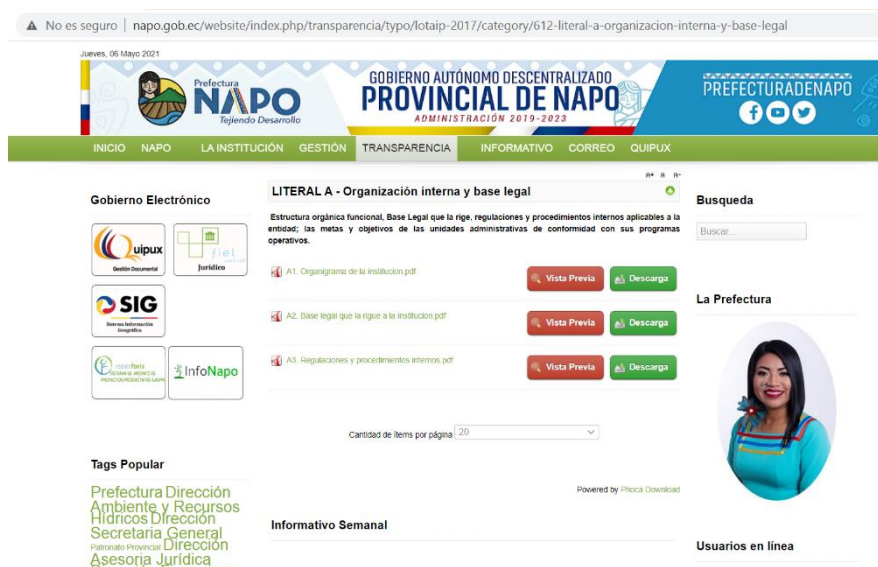 No es seguro | napo.gob.ec/website/index.php/transparencia/typo/lotaip-2017/category/612-literal-a-organizacion-interna-y-base-legal
Jueves, 06 Mayo 2021
Prefectura
NAPO
Tejiendo Desarrollo
GOBIERNO AUTÓNOMO DESCENTRALIZADO
PROVINCIAL DE NAPO
ADMINISTRACIÓN 2019-2023
PREFECTURADENAPO
INICIO NAPO LA INSTITUCIÓN GESTIÓN TRANSPARENCIA INFORMATIVO CORREO QUIPUX
A+ A A-
Gobierno Electrónico
Quipux
Gestión Documental
fiel
Jurídico
SIG
Sistema Información
Geográfica
InfoNapo
Tags Popular
Prefectura Dirección
Ambiente y Recursos
Hídricos Dirección
Secretaria General
Patronato Provincial Dirección
Asesoria Jurídica
LITERAL A - Organización interna y base legal
Estructura orgánica funcional, Base Legal que la rige, regulaciones y procedimientos internos aplicables a la
entidad; las metas y objetivos de las unidades administrativas de conformidad con sus programas
operativos.
A1. Organigrama de la institucion.pdf Vista Previa Descarga
A2. Base legal que la rigue a la institucion.pdf Vista Previa Descarga
A3. Regulaciones y procedimientos internos.pdf Vista Previa Descarga
Cantidad de ítems por página 20
Powered by Phoca Download
Informativo Semanal
Busqueda
Buscar...
La Prefectura
Usuarios en línea